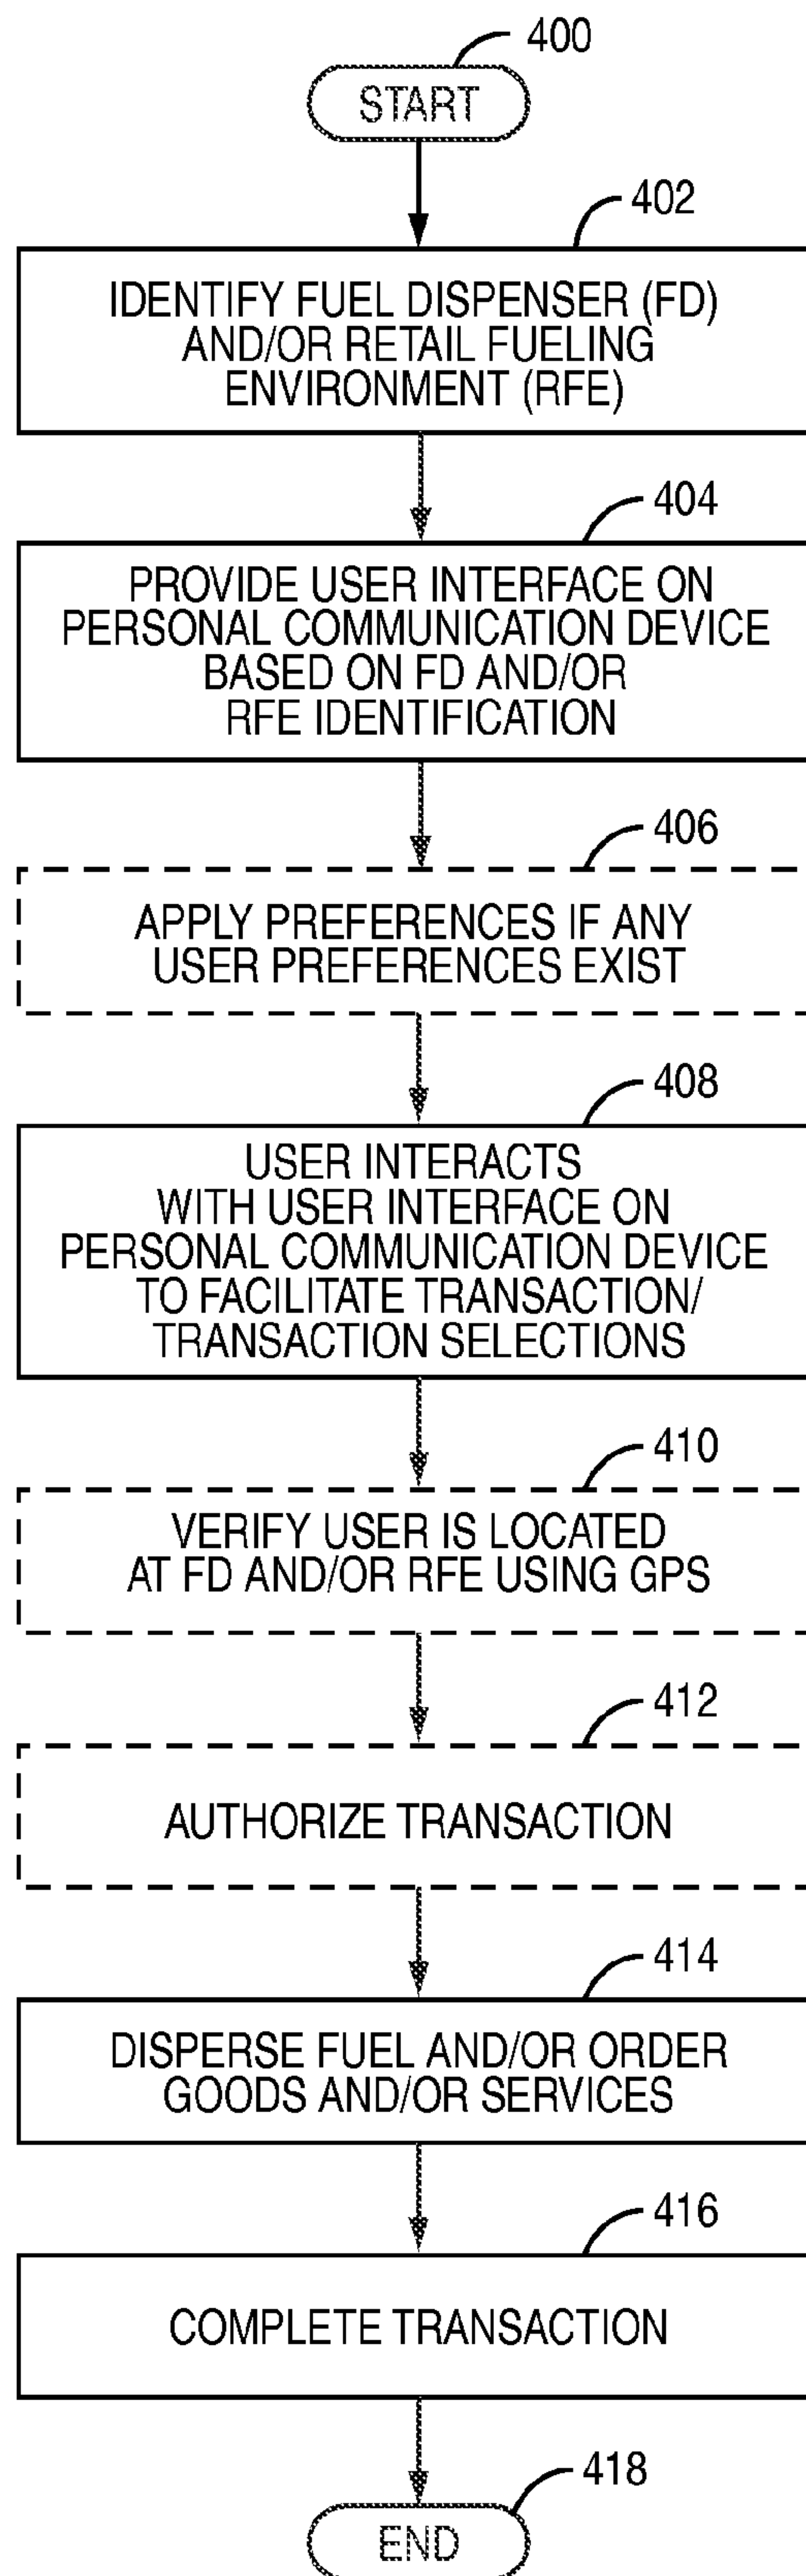 400
START
402
IDENTIFY FUEL DISPENSER (FD)
AND/OR RETAIL FUELING
ENVIRONMENT (RFE)
404
PROVIDE USER INTERFACE ON
PERSONAL COMMUNICATION DEVICE
BASED ON FD AND/OR
RFE IDENTIFICATION
406
APPLY PREFERENCES IF ANY
USER PREFERENCES EXIST
408
USER INTERACTS
WITH USER INTERFACE ON
PERSONAL COMMUNICATION DEVICE
TO FACILITATE TRANSACTION/
TRANSACTION SELECTIONS
410
VERIFY USER IS LOCATED
AT FD AND/OR RFE USING GPS
412
AUTHORIZE TRANSACTION
414
DISPERSE FUEL AND/OR ORDER
GOODS AND/OR SERVICES
416
COMPLETE TRANSACTION
418
END